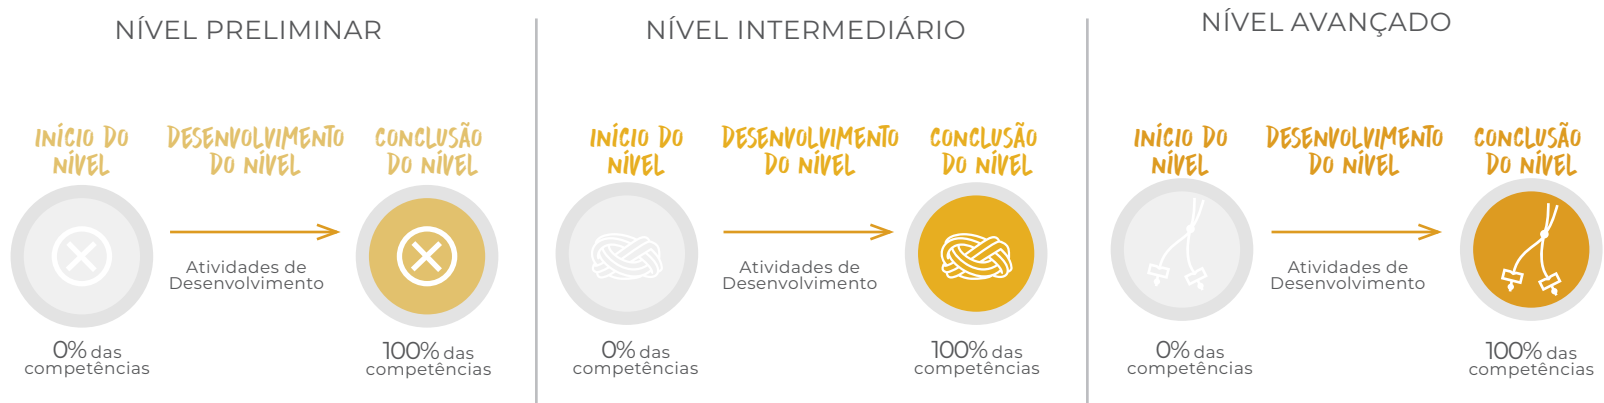 NÍVEL PRELIMINAR
INÍCIO DO
NÍVEL
DESENVOLVIMENTO
DO NÍVEL
CONCLUSÃO
DO NÍVEL
Atividades de
Desenvolvimento
0% das
competências
100% das
competências
NÍVEL INTERMEDIÁRIO
INÍCIO DO
NÍVEL
DESENVOLVIMENTO
DO NÍVEL
CONCLUSÃO
DO NÍVEL
Atividades de
Desenvolvimento
0% das
competências
100% das
competências
NÍVEL AVANÇADO
INÍCIO DO
NÍVEL
DESENVOLVIMENTO
DO NÍVEL
CONCLUSÃO
DO NÍVEL
Atividades de
Desenvolvimento
0% das
competências
100% das
competências